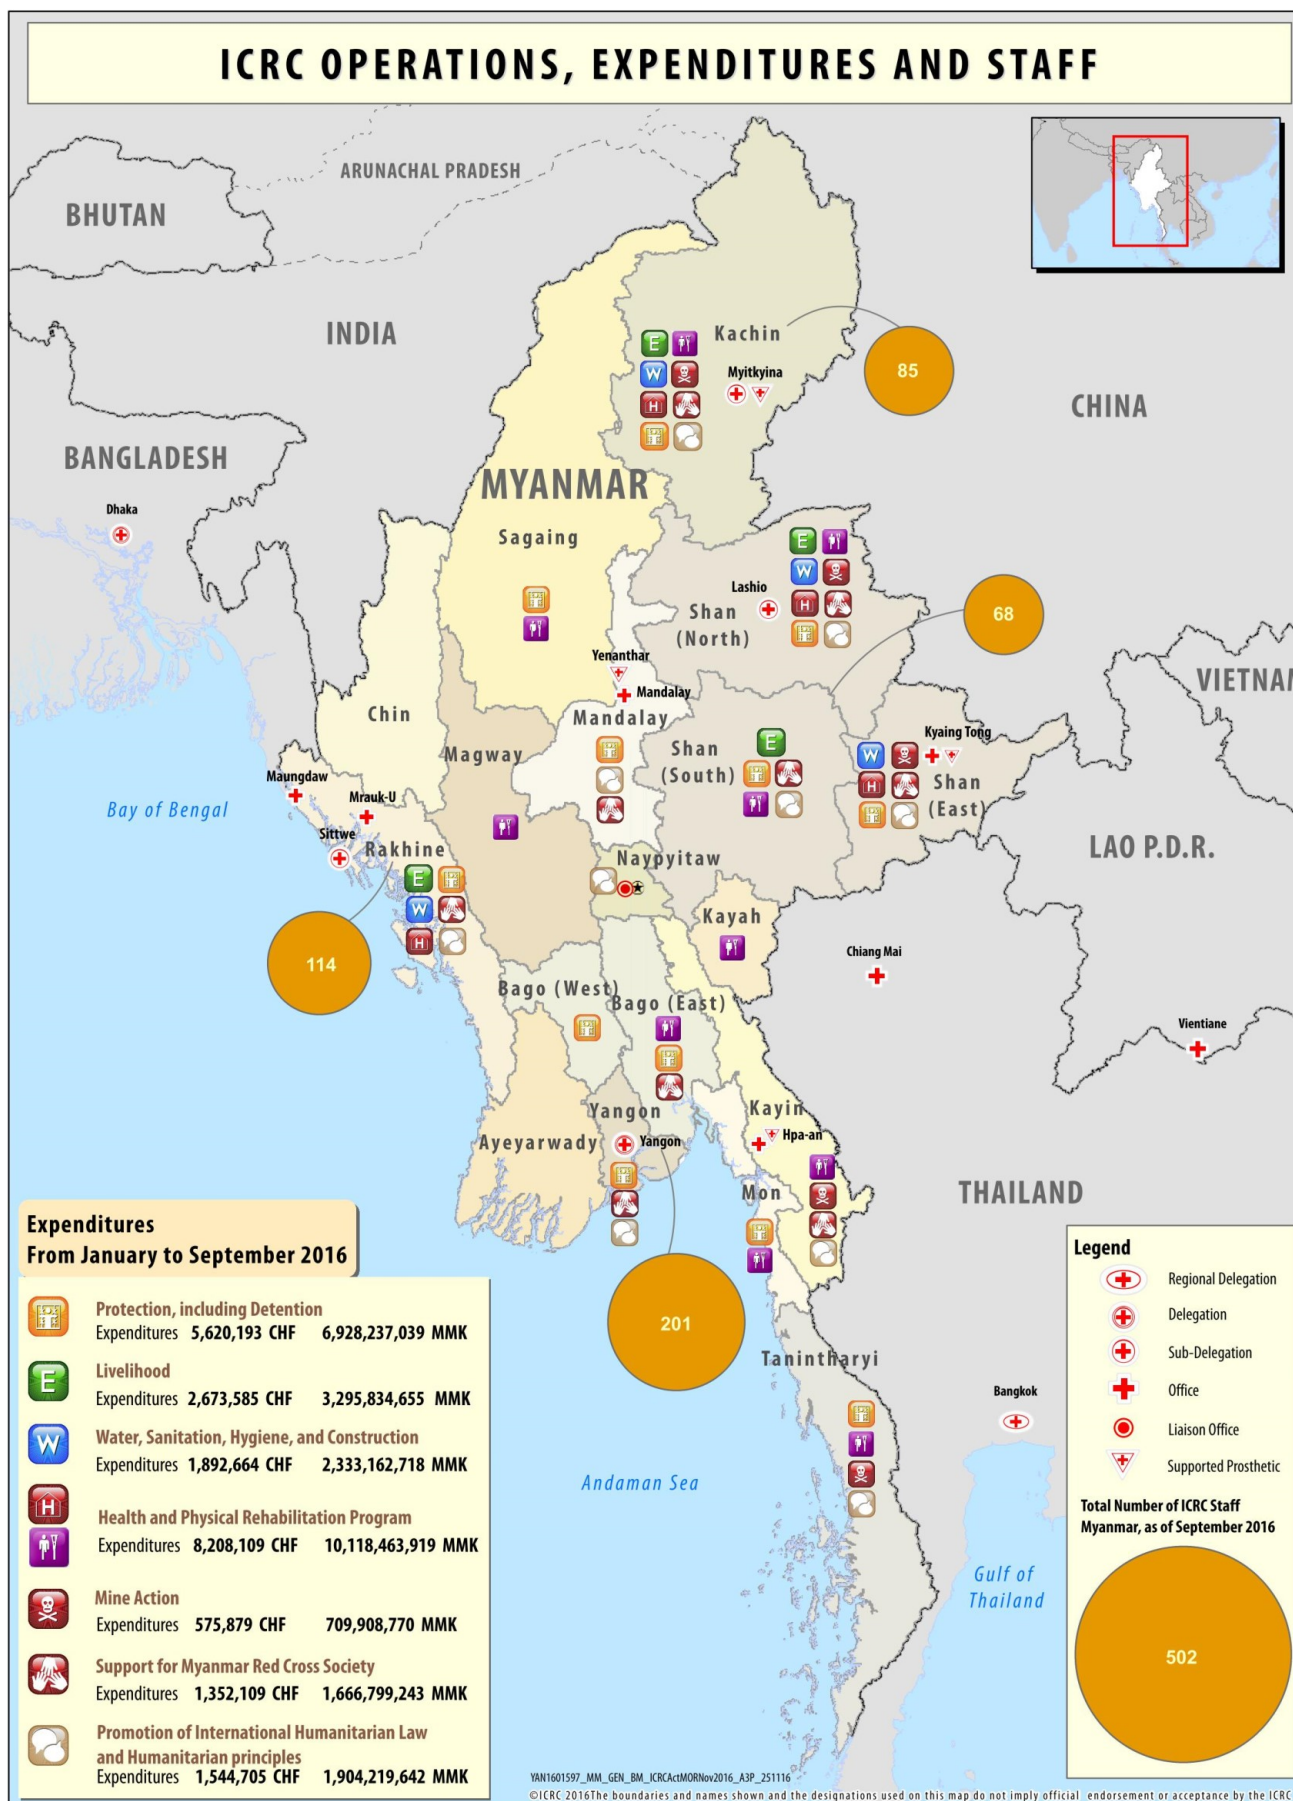 ICRC OPERATIONS, EXPENDITURES AND STAFF
ARUNACHAL PRADESH
BHUTAN
INDIA
Kachin
Myitkyina
E
W
H
85
CHINA
BANGLADESH
Dhaka
MYANMAR
Sagaing
E
W
H
Lashio
Shan
(North)
68
Yenanthar
Mandalay
VIETNAM
Chin
Mandalay
Magway
Shan
(South)
E
Kyaing Tong
W
H
Shan
(East)
Maungdaw
Mrauk-U
Bay of Bengal
Sittwe
Rakhine
E
W
H
LAO P.D.R.
Naypyitaw
Kayah
114
Chiang Mai
Bago (West)
Bago (East)
Vientiane
Yangon
Kayin
Ayeyarwady
Yangon
Hpa-an
Mon
THAILAND
201
Tanintharyi
Bangkok
Andaman Sea
Gulf of
Thailand
Expenditures
From January to September 2016
Protection, including Detention
Expenditures 5,620,193 CHF 6,928,237,039 MMK
E
Livelihood
Expenditures 2,673,585 CHF 3,295,834,655 MMK
W
Water, Sanitation, Hygiene, and Construction
Expenditures 1,892,664 CHF 2,333,162,718 MMK
H
Health and Physical Rehabilitation Program
Expenditures 8,208,109 CHF 10,118,463,919 MMK
Mine Action
Expenditures 575,879 CHF 709,908,770 MMK
Support for Myanmar Red Cross Society
Expenditures 1,352,109 CHF 1,666,799,243 MMK
Promotion of International Humanitarian Law
and Humanitarian principles
Expenditures 1,544,705 CHF 1,904,219,642 MMK
Legend
Regional Delegation
Delegation
Sub-Delegation
Office
Liaison Office
Supported Prosthetic
Total Number of ICRC Staff
Myanmar, as of September 2016
502
YAN1601597_MM_GEN_BM_ICRCActMORNov2016_A3P_251116
©ICRC 2016The boundaries and names shown and the designations used on this map do not imply official endorsement or acceptance by the ICRC